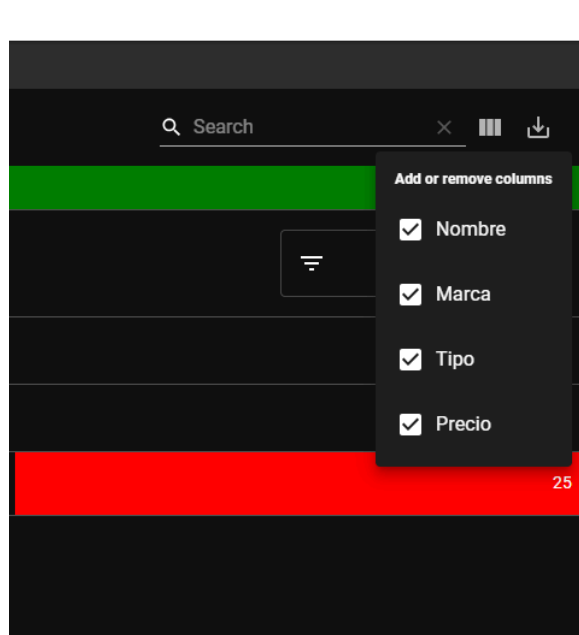 Search
Add or remove columns
Nombre
Marca
Tipo
Precio
25